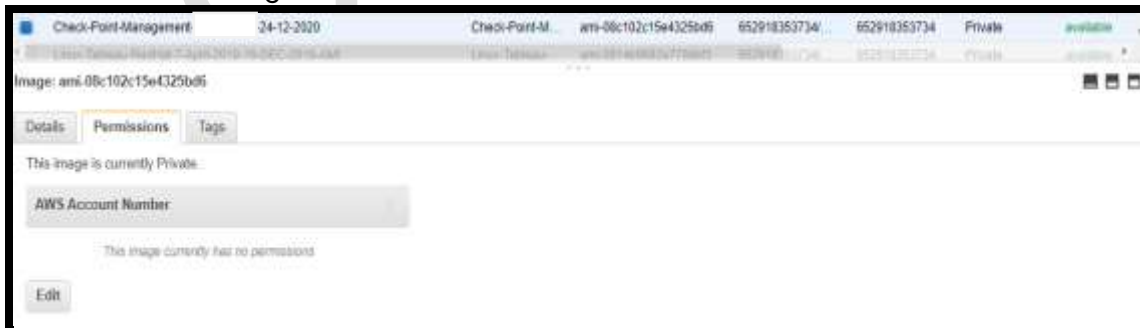 Check-Point-Management 24-12-2020 Check-Point-M... ami-08c102c15e4325bd6 652918353734/... 652918353734 Private available
Image: ami-08c102c15e4325bd6
Details Permissions Tags
This image is currently Private.
AWS Account Number
This image currently has no permissions
Edit